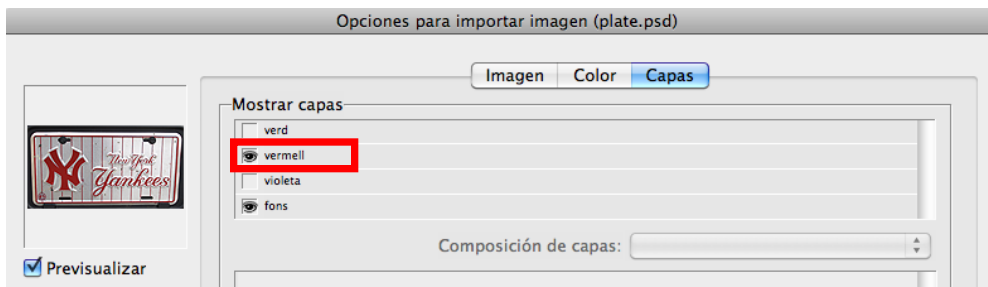 Opciones para importar imagen (plate.psd)
Imagen Color Capas
Mostrar capas
verd
vermell
violeta
fons
New York
Yankees
Composición de capas:
Previsualizar